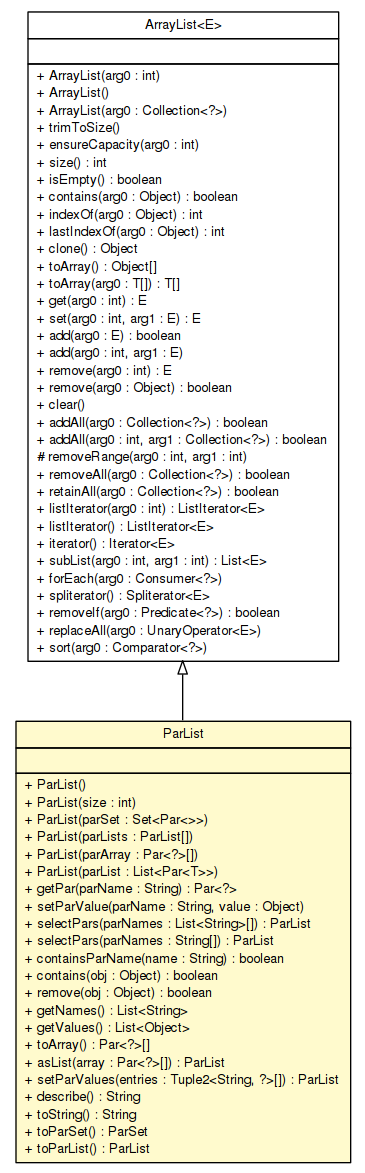 ArrayList<E>
+ ArrayList(arg0 : int)
+ ArrayList()
+ ArrayList(arg0 : Collection<?>)
+ trimToSize()
+ ensureCapacity(arg0 : int)
+ size() : int
+ isEmpty() : boolean
+ contains(arg0 : Object) : boolean
+ indexOf(arg0 : Object) : int
+ lastIndexOf(arg0 : Object) : int
+ clone() : Object
+ toArray() : Object[]
+ toArray(arg0 : T[]) : T[]
+ get(arg0 : int) : E
+ set(arg0 : int, arg1 : E) : E
+ add(arg0 : E) : boolean
+ add(arg0 : int, arg1 : E)
+ remove(arg0 : int) : E
+ remove(arg0 : Object) : boolean
+ clear()
+ addAll(arg0 : Collection<?>) : boolean
+ addAll(arg0 : int, arg1 : Collection<?>) : boolean
# removeRange(arg0 : int, arg1 : int)
+ removeAll(arg0 : Collection<?>) : boolean
+ retainAll(arg0 : Collection<?>) : boolean
+ listIterator(arg0 : int) : ListIterator<E>
+ listIterator() : ListIterator<E>
+ iterator() : Iterator<E>
+ subList(arg0 : int, arg1 : int) : List<E>
+ forEach(arg0 : Consumer<?>)
+ spliterator() : Spliterator<E>
+ removeIf(arg0 : Predicate<?>) : boolean
+ replaceAll(arg0 : UnaryOperator<E>)
+ sort(arg0 : Comparator<?>)
ParList
+ ParList()
+ ParList(size : int)
+ ParList(parSet : Set<Par<>>)
+ ParList(parLists : ParList[])
+ ParList(parArray : Par<?>[])
+ ParList(parList : List<Par<T>>)
+ getPar(parName : String) : Par<?>
+ setParValue(parName : String, value : Object)
+ selectPars(parNames : List<String>[]) : ParList
+ selectPars(parNames : String[]) : ParList
+ containsParName(name : String) : boolean
+ contains(obj : Object) : boolean
+ remove(obj : Object) : boolean
+ getNames() : List<String>
+ getValues() : List<Object>
+ toArray() : Par<?>[]
+ asList(array : Par<?>[]) : ParList
+ setParValues(entries : Tuple2<String, ?>[]) : ParList
+ describe() : String
+ toString() : String
+ toParSet() : ParSet
+ toParList() : ParList